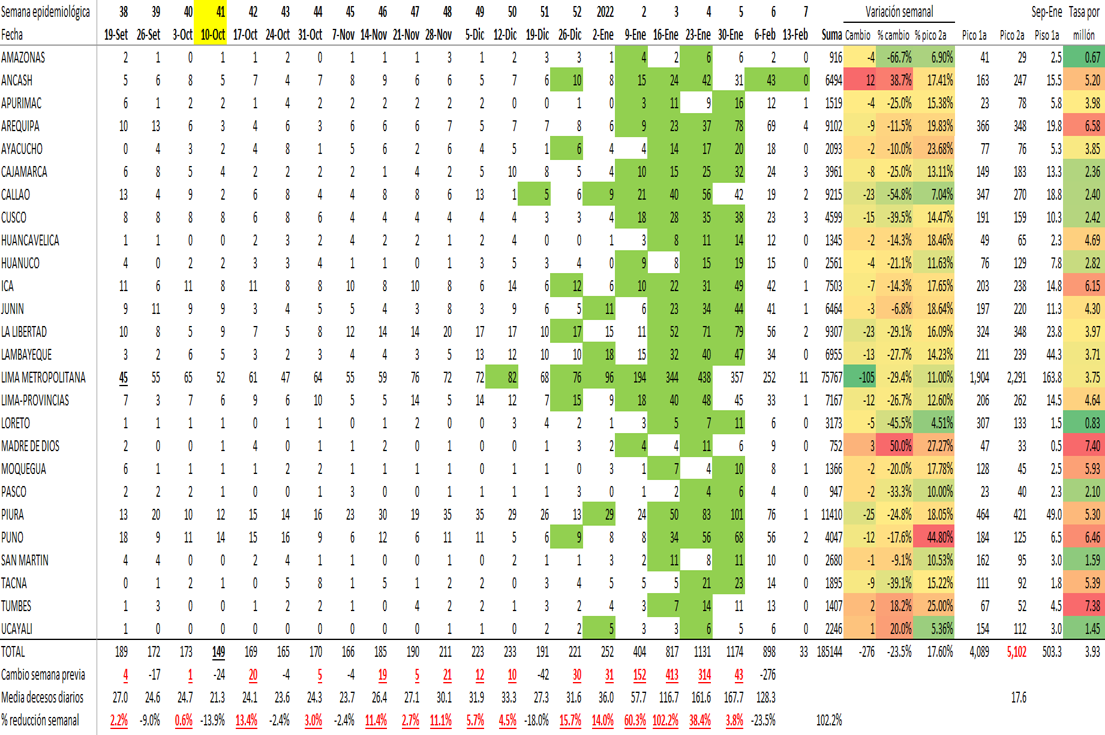 Semana epidemiológica 38 39 40 41 42 43 44 45 46 47 48 49 50 51 52 2022 2 3 4 5 6 7 Variación semanal Sep-Ene Tasa por
Fecha 19-Set 26-Set 3-Oct 10-Oct 17-Oct 24-Oct 31-Oct 7-Nov 14-Nov 21-Nov 28-Nov 5-Dic 12-Dic 19-Dic 26-Dic 2-Ene 9-Ene 16-Ene 23-Ene 30-Ene 6-Feb 13-Feb Suma Cambio % cambio % pico 2a Pico 1a Pico 2a Piso 1a millón
AMAZONAS 2 1 0 1 1 2 0 1 1 1 3 1 2 3 3 1 4 2 6 6 2 0 916 -4 -66.7% 6.90% 41 29 2.5 0.67
ANCASH 5 6 8 5 7 4 7 8 9 6 6 5 7 6 10 8 15 24 42 31 43 0 6494 12 38.7% 17.41% 163 247 15.5 5.20
APURIMAC 6 1 2 2 1 4 2 2 2 2 2 2 0 0 1 0 3 11 9 16 12 1 1519 -4 -25.0% 15.38% 23 78 5.8 3.98
AREQUIPA 10 13 6 3 4 6 3 6 6 6 7 5 7 7 8 6 9 23 37 78 69 4 9102 -9 -11.5% 19.83% 366 348 19.8 6.58
AYACUCHO 0 4 3 2 4 8 1 5 6 2 6 4 5 1 6 4 4 14 17 20 18 0 2093 -2 -10.0% 23.68% 77 76 5.3 3.85
CAJAMARCA 6 8 5 4 2 2 2 2 1 4 2 5 10 8 5 4 10 15 25 32 24 3 3961 -8 -25.0% 13.11% 149 183 13.3 2.36
CALLAO 13 4 9 2 6 8 4 4 8 8 6 13 1 5 6 9 21 40 56 42 19 2 9215 -23 -54.8% 7.04% 347 270 18.8 2.40
CUSCO 8 8 8 8 6 8 6 4 4 4 4 4 4 3 3 4 18 28 35 38 23 3 4599 -15 -39.5% 14.47% 191 159 10.3 2.42
HUANCAVELICA 1 1 0 0 2 3 2 4 2 2 1 2 4 0 0 1 3 8 11 14 12 0 1345 -2 -14.3% 18.46% 49 65 2.3 4.69
HUANUCO 4 0 2 2 3 3 4 1 1 0 1 3 5 3 4 0 9 8 15 19 15 0 2561 -4 -21.1% 11.63% 76 129 7.8 2.82
ICA 11 6 11 8 11 8 8 10 8 10 8 6 14 6 12 6 10 22 31 49 42 1 7503 -7 -14.3% 17.65% 203 238 14.8 6.15
JUNIN 9 11 9 9 3 4 5 5 4 3 8 3 9 6 5 11 6 23 34 44 41 1 6464 -3 -6.8% 18.64% 197 220 11.3 4.30
LA LIBERTAD 10 8 5 9 7 5 8 12 14 14 20 17 17 10 17 15 11 52 71 79 56 2 9307 -23 -29.1% 16.09% 324 348 23.8 3.97
LAMBAYEQUE 3 2 6 5 3 2 3 4 4 3 5 13 12 10 10 18 15 32 40 47 34 0 6955 -13 -27.7% 14.23% 211 239 44.3 3.71
LIMA METROPOLITANA 45 55 65 52 61 47 64 55 59 76 72 72 82 68 76 96 194 344 438 357 252 11 75767 -105 -29.4% 11.00% 1,904 2,291 163.8 3.75
LIMA-PROVINCIAS 7 3 7 6 9 6 10 5 5 14 5 14 12 7 15 9 18 40 48 45 33 1 7167 -12 -26.7% 12.60% 206 262 14.5 4.64
LORETO 1 1 1 1 0 1 1 0 1 2 0 0 3 4 2 1 3 5 7 11 6 1 3173 -5 -45.5% 4.51% 307 133 1.5 0.83
MADRE DE DIOS 2 0 0 1 4 0 1 1 2 0 1 0 0 1 3 2 4 4 11 6 9 0 752 3 50.0% 27.27% 47 33 0.5 7.40
MOQUEGUA 6 1 1 1 1 2 2 1 1 1 1 0 1 1 0 3 1 7 4 10 8 1 1366 -2 -20.0% 17.78% 128 45 2.5 5.93
PASCO 2 2 2 1 0 0 1 3 0 0 1 1 1 1 3 0 1 2 4 6 4 0 947 -2 -33.3% 10.00% 23 40 2.3 2.10
PIURA 13 20 10 12 15 14 16 23 30 19 35 35 29 26 13 29 24 50 83 101 76 1 11410 -25 -24.8% 18.05% 464 421 49.0 5.30
PUNO 18 9 11 14 15 16 9 6 12 6 11 11 5 6 9 8 8 34 56 68 56 2 4047 -12 -17.6% 44.80% 184 125 6.5 6.46
SAN MARTIN 4 4 0 0 2 4 1 1 0 0 0 0 2 1 1 3 2 11 8 11 10 0 2680 -1 -9.1% 10.53% 162 95 3.0 1.59
TACNA 0 1 2 1 0 5 8 1 5 1 2 2 0 3 4 5 5 5 21 23 14 0 1895 -9 -39.1% 15.22% 111 92 1.8 5.39
TUMBES 1 3 0 0 1 2 2 1 0 4 2 2 1 3 2 4 3 7 14 11 13 0 1407 2 18.2% 25.00% 67 52 4.5 7.38
UCAYALI 1 0 0 0 0 0 0 0 0 0 1 1 0 2 2 5 3 3 6 5 6 0 2246 1 20.0% 5.36% 154 112 3.0 1.45
TOTAL 189 172 173 149 169 165 170 166 185 190 211 223 233 191 221 252 404 817 1131 1174 898 33 185144 -276 -23.5% 17.60% 4,089 5,102 503.3 3.93
Cambio semana previa 4 -17 1 -24 20 -4 5 -4 19 5 21 12 10 -42 30 31 152 413 314 43 -276
Media decesos diarios 27.0 24.6 24.7 21.3 24.1 23.6 24.3 23.7 26.4 27.1 30.1 31.9 33.3 27.3 31.6 36.0 57.7 116.7 161.6 167.7 128.3 17.6
% reducción semanal 2.2% -9.0% 0.6% -13.9% 13.4% -2.4% 3.0% -2.4% 11.4% 2.7% 11.1% 5.7% 4.5% -18.0% 15.7% 14.0% 60.3% 102.2% 38.4% 3.8% -23.5% 102.2%